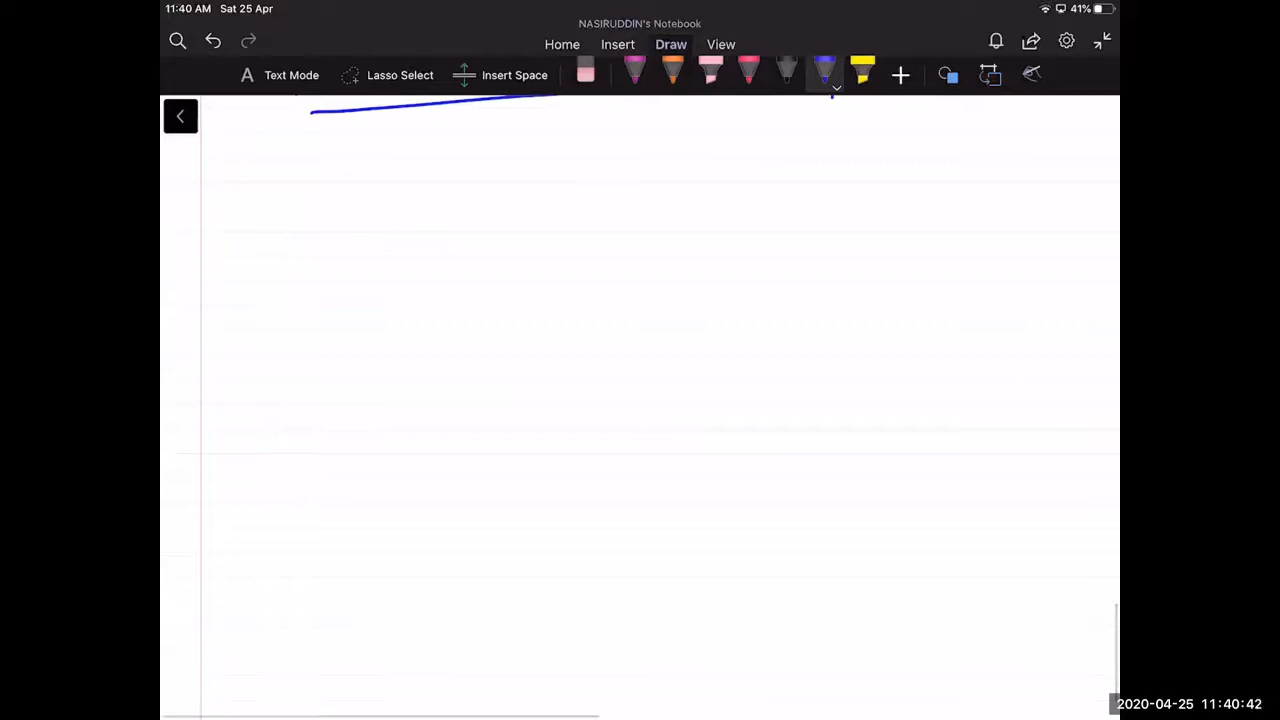 11:40 AM Sat 25 Apr 41%
NASIRUDDIN's Notebook
Home Insert Draw View
A Text Mode Lasso Select Insert Space
2020-04-25 11:40:42